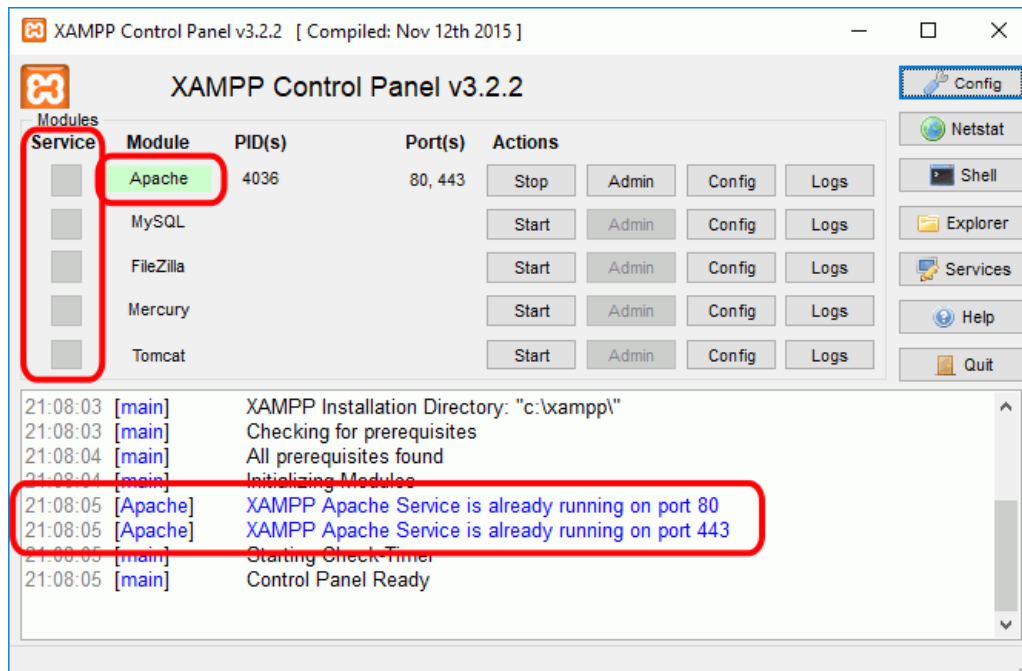 XAMPP Control Panel v3.2.2 [ Compiled: Nov 12th 2015 ]
XAMPP Control Panel v3.2.2
Config
Modules
Service Module PID(s) Port(s) Actions
Netstat
Apache 4036 80, 443 Stop Admin Config Logs
Shell
MySQL Start Admin Config Logs
Explorer
FileZilla Start Admin Config Logs
Services
Mercury Start Admin Config Logs
Help
Tomcat Start Admin Config Logs
Quit
21:08:03 [main] XAMPP Installation Directory: "c:\xampp\"
21:08:03 [main] Checking for prerequisites
21:08:04 [main] All prerequisites found
21:08:04 [main] Initializing Modules
21:08:05 [Apache] XAMPP Apache Service is already running on port 80
21:08:05 [Apache] XAMPP Apache Service is already running on port 443
21:08:05 [main] Starting Check-Timer
21:08:05 [main] Control Panel Ready